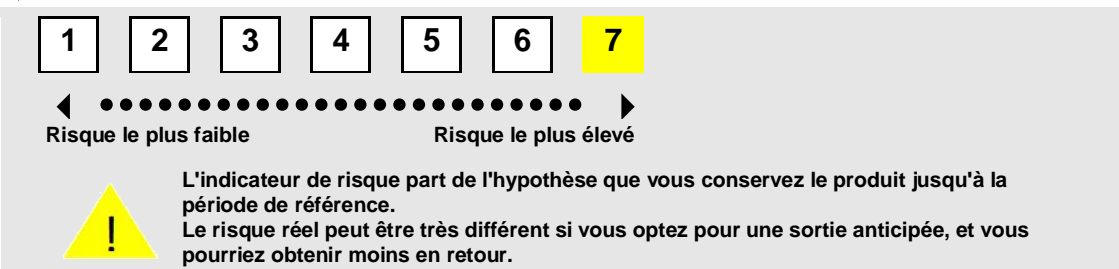 1 2 3 4 5 6 7
Risque le plus faible Risque le plus élevé
L'indicateur de risque part de l'hypothèse que vous conservez le produit jusqu'à la
période de référence.
Le risque réel peut être très différent si vous optez pour une sortie anticipée, et vous
pourriez obtenir moins en retour.
!